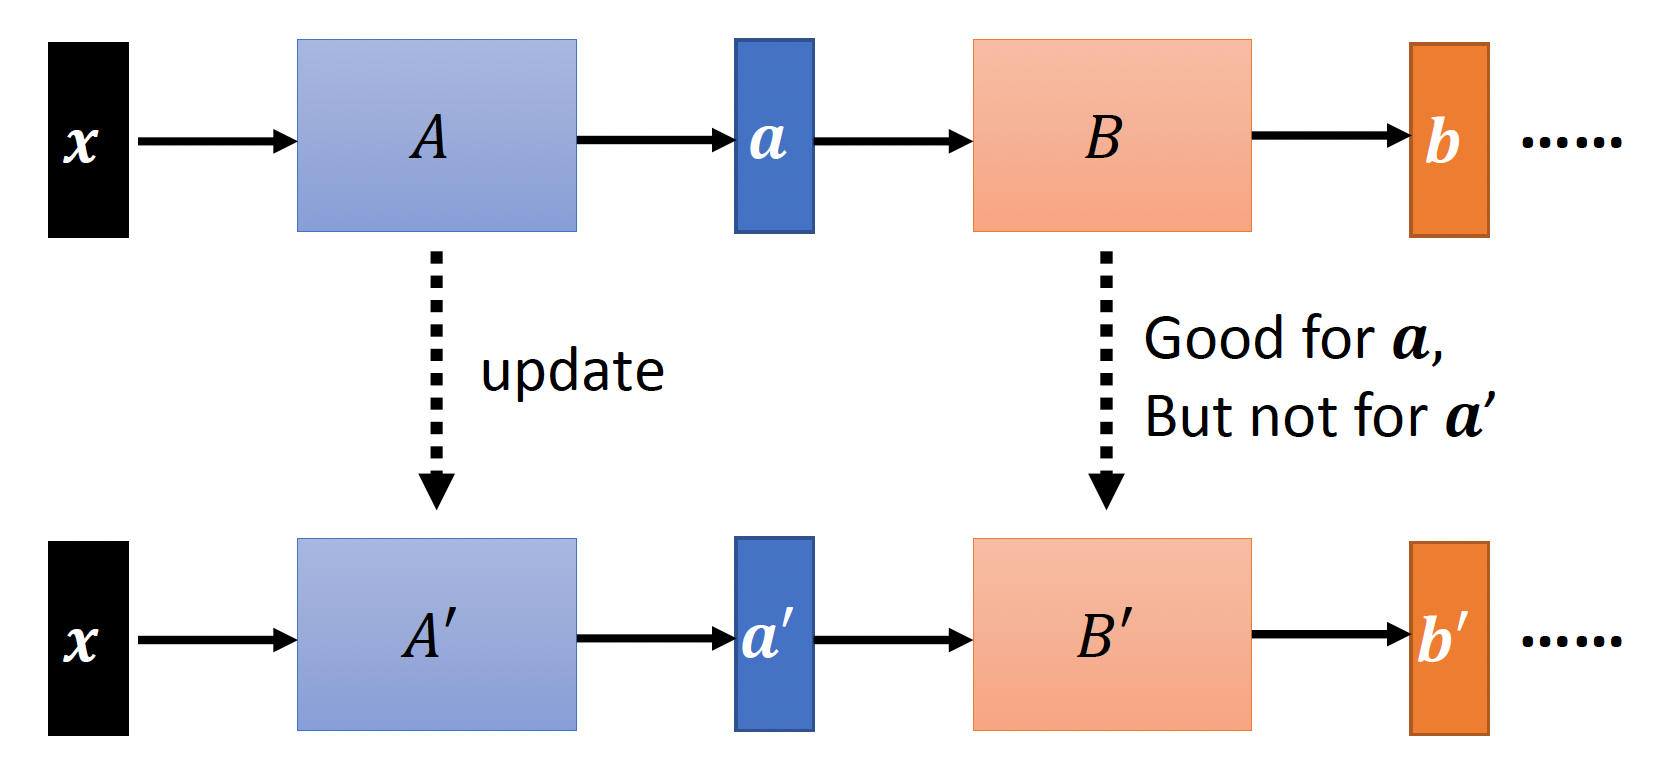 x A a B b ······
update
Good for a,
But not for a’
x A′ a′ B′ b′ ······